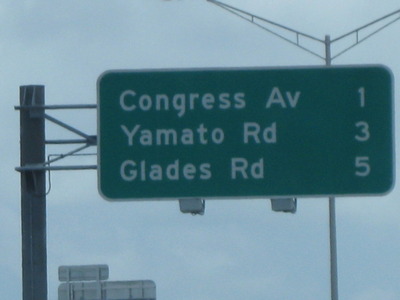 Congress Av 1
Yamato Rd 3
Glades Rd 5